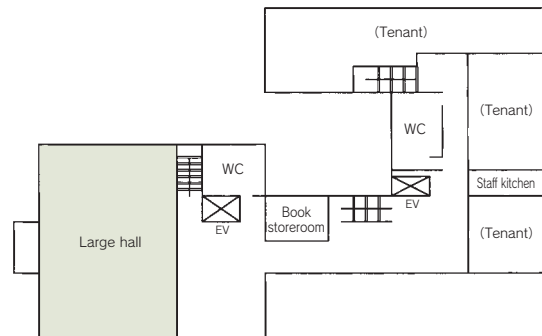 (Tenant)
(Tenant)
WC
WC
Staff kitchen
EV
Book
storeroom
EV
(Tenant)
Large hall